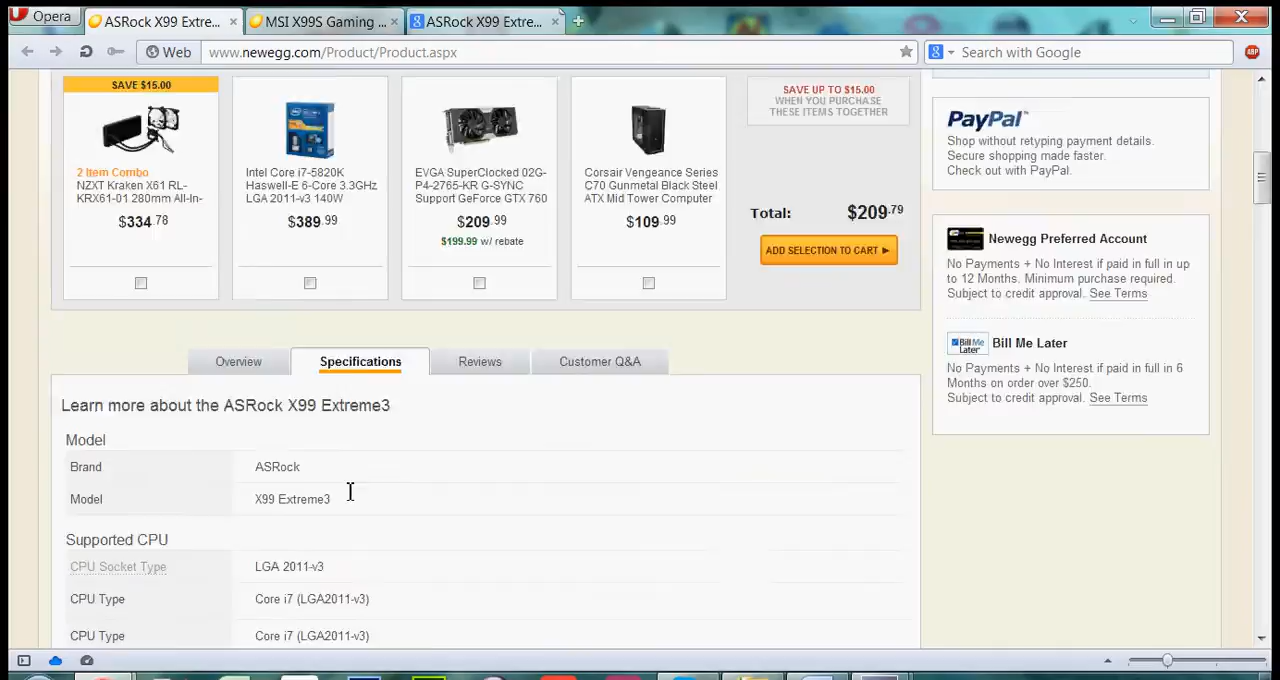 Opera
ASRock X99 Extre...
MSI X99S Gaming ...
ASRock X99 Extre...
Web
www.newegg.com/Product/Product.aspx
Search with Google
ABP
SAVE $15.00
2 Item Combo
NZXT Kraken X61 RL-
KRX61-01 280mm All-In-
$334.78
Intel Core i7-5820K
Haswell-E 6-Core 3.3GHz
LGA 2011-v3 140W
$389.99
EVGA SuperClocked 02G-
P4-2765-KR G-SYNC
Support GeForce GTX 760
$209.99
$199.99 w/ rebate
Corsair Vengeance Series
C70 Gunmetal Black Steel
ATX Mid Tower Computer
$109.99
SAVE UP TO $15.00
WHEN YOU PURCHASE
THESE ITEMS TOGETHER
Total: $209.79
ADD SELECTION TO CART
PayPal™
Shop without retyping payment details.
Secure shopping made faster.
Check out with PayPal.
Newegg Preferred Account
No Payments + No Interest if paid in full in up
to 12 Months. Minimum purchase required.
Subject to credit approval. See Terms
Bill Me Later
Bill Me Later
No Payments + No Interest if paid in full in 6
Months on order over $250.
Subject to credit approval. See Terms
Overview
Specifications
Reviews
Customer Q&A
Learn more about the ASRock X99 Extreme3
Model
Brand ASRock
Model X99 Extreme3
Supported CPU
CPU Socket Type LGA 2011-v3
CPU Type Core i7 (LGA2011-v3)
CPU Type Core i7 (LGA2011-v3)